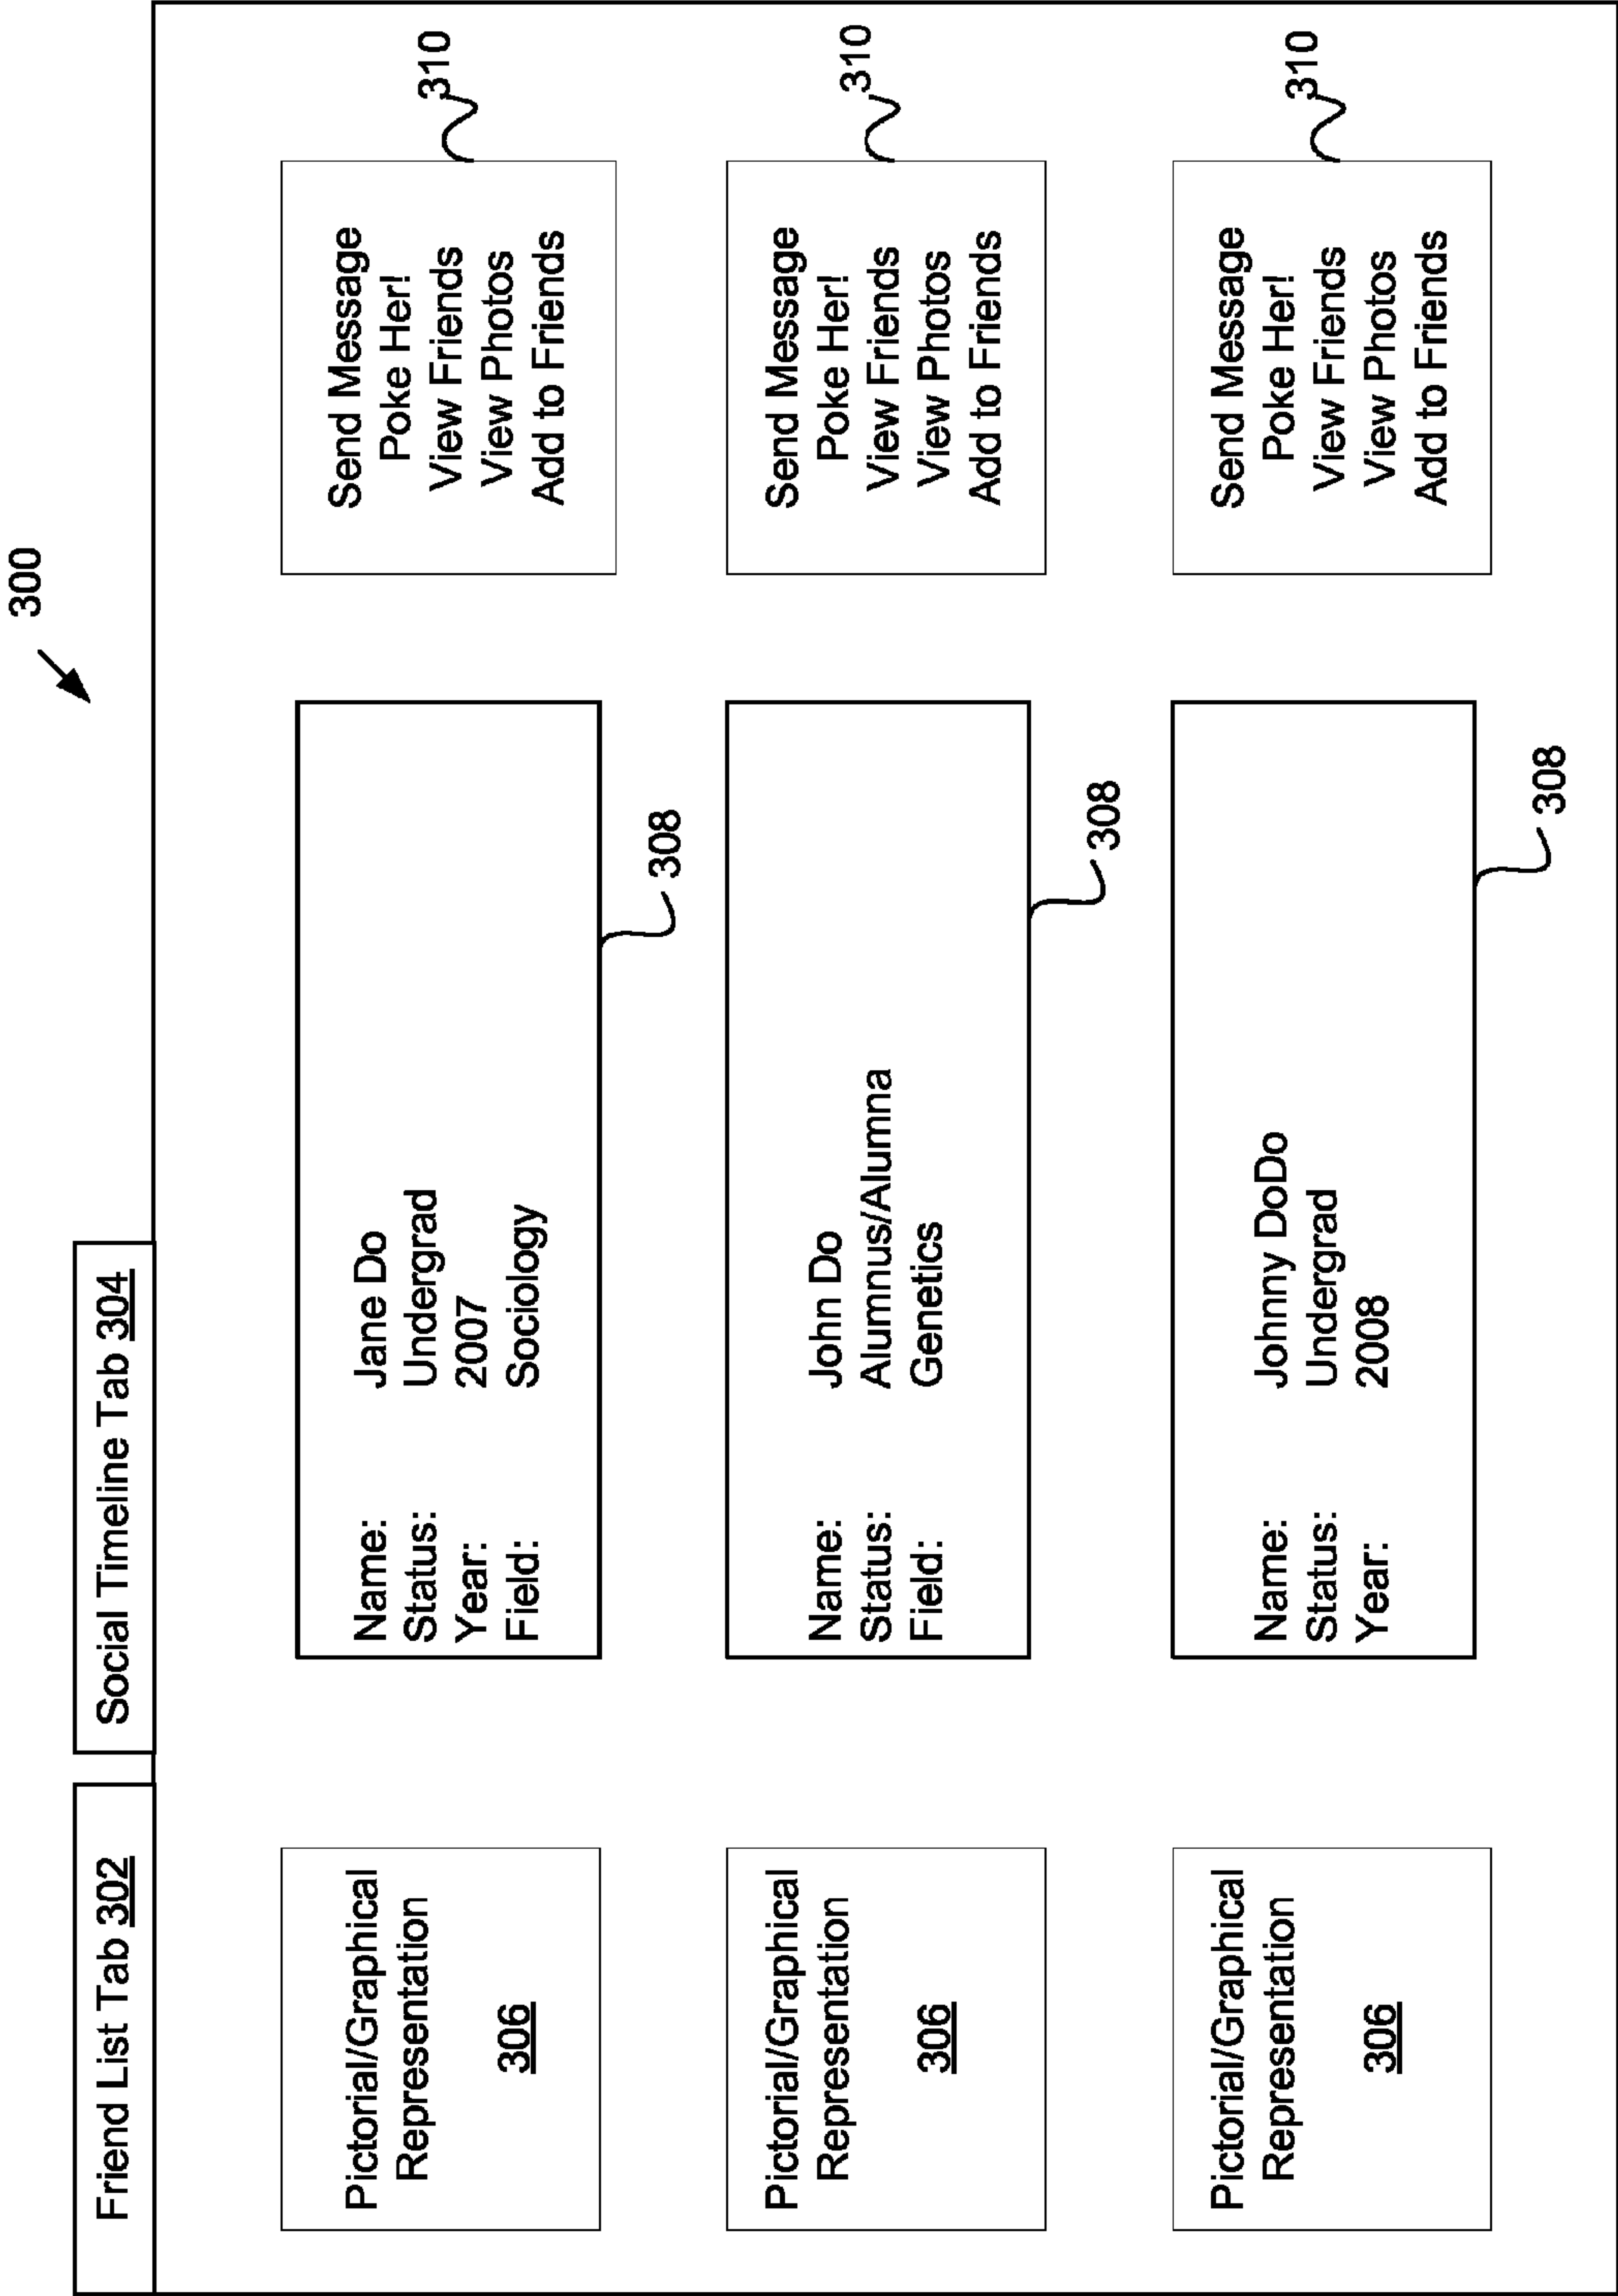 300
Friend List Tab 302
Social Timeline Tab 304
Pictorial/Graphical
Representation
306
Name: Jane Do
Status: Undergrad
Year: 2007
Field: Sociology
308
Send Message
Poke Her!
View Friends
View Photos
Add to Friends
310
Pictorial/Graphical
Representation
306
Name: John Do
Status: Alumnus/Alumna
Field: Genetics
308
Send Message
Poke Her!
View Friends
View Photos
Add to Friends
310
Pictorial/Graphical
Representation
306
Name: Johnny DoDo
Status: Undergrad
Year: 2008
308
Send Message
Poke Her!
View Friends
View Photos
Add to Friends
310